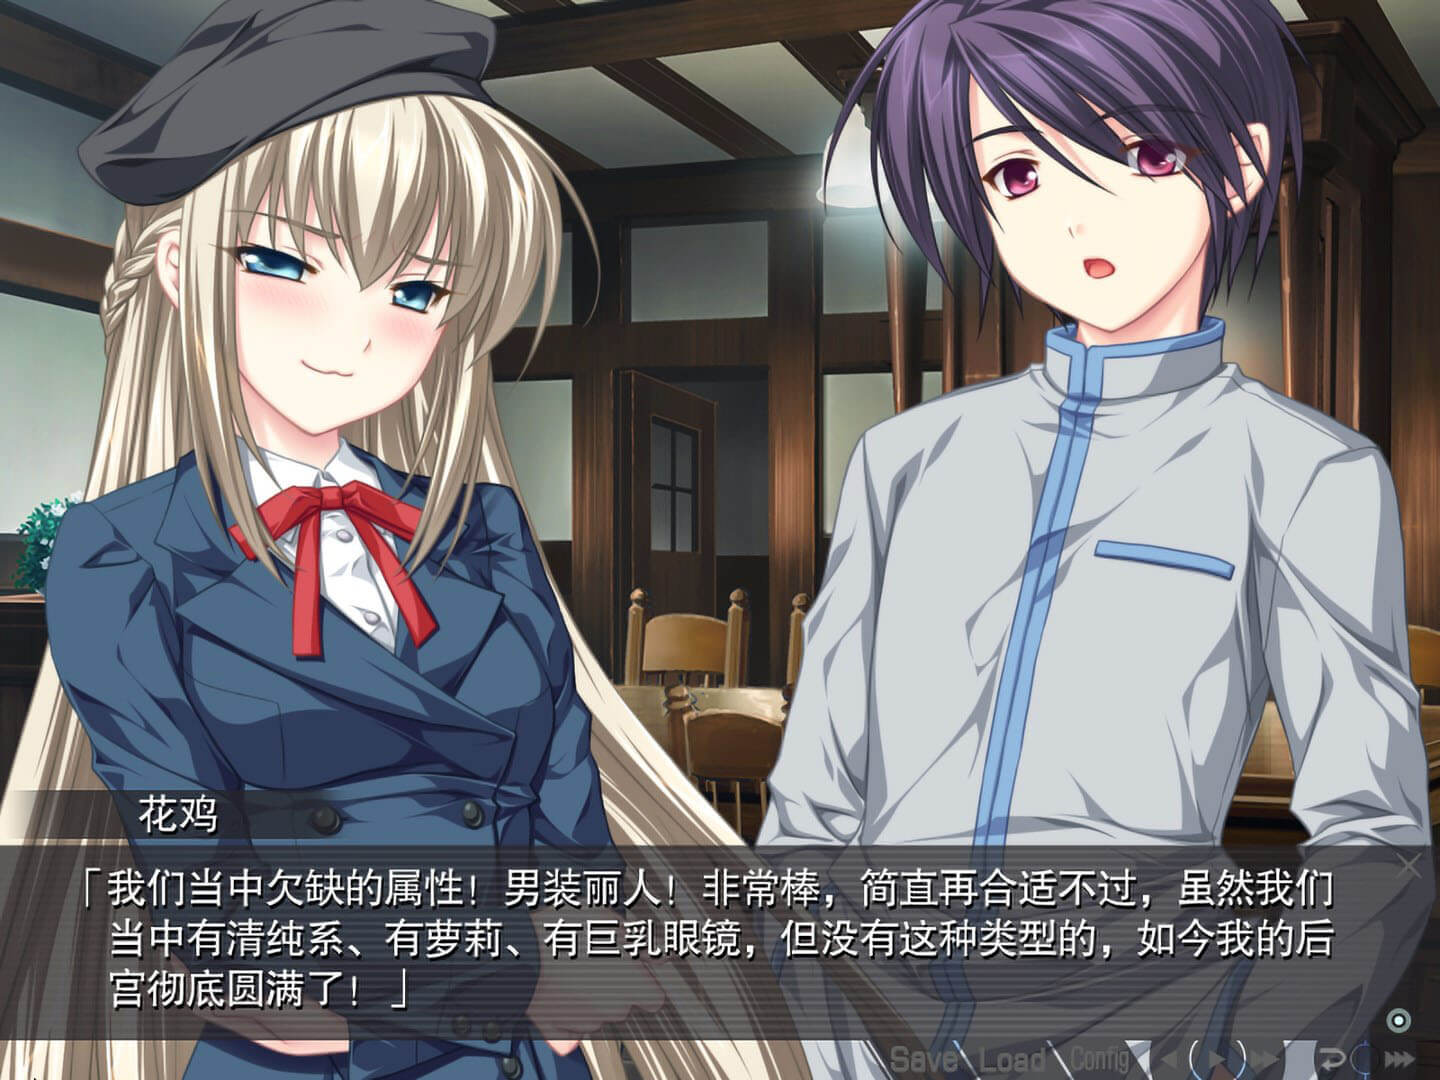 花鸡
「我们当中欠缺的属性！男装丽人！非常棒，简直再合适不过，虽然我们
当中有清纯系、有萝莉、有巨乳眼镜，但没有这种类型的，如今我的后
宫彻底圆满了！」
Save Load Config